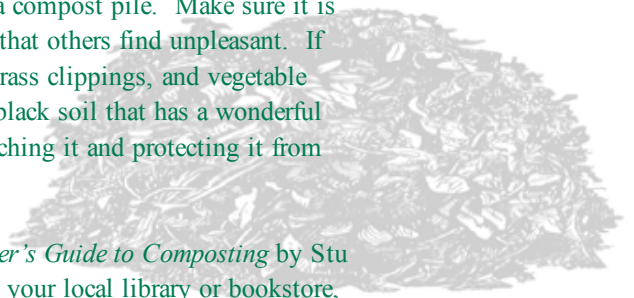 a compost pile. Make sure it is
that others find unpleasant. If
rass clippings, and vegetable
black soil that has a wonderful
ching it and protecting it from
er's Guide to Composting by Stu
your local library or bookstore,